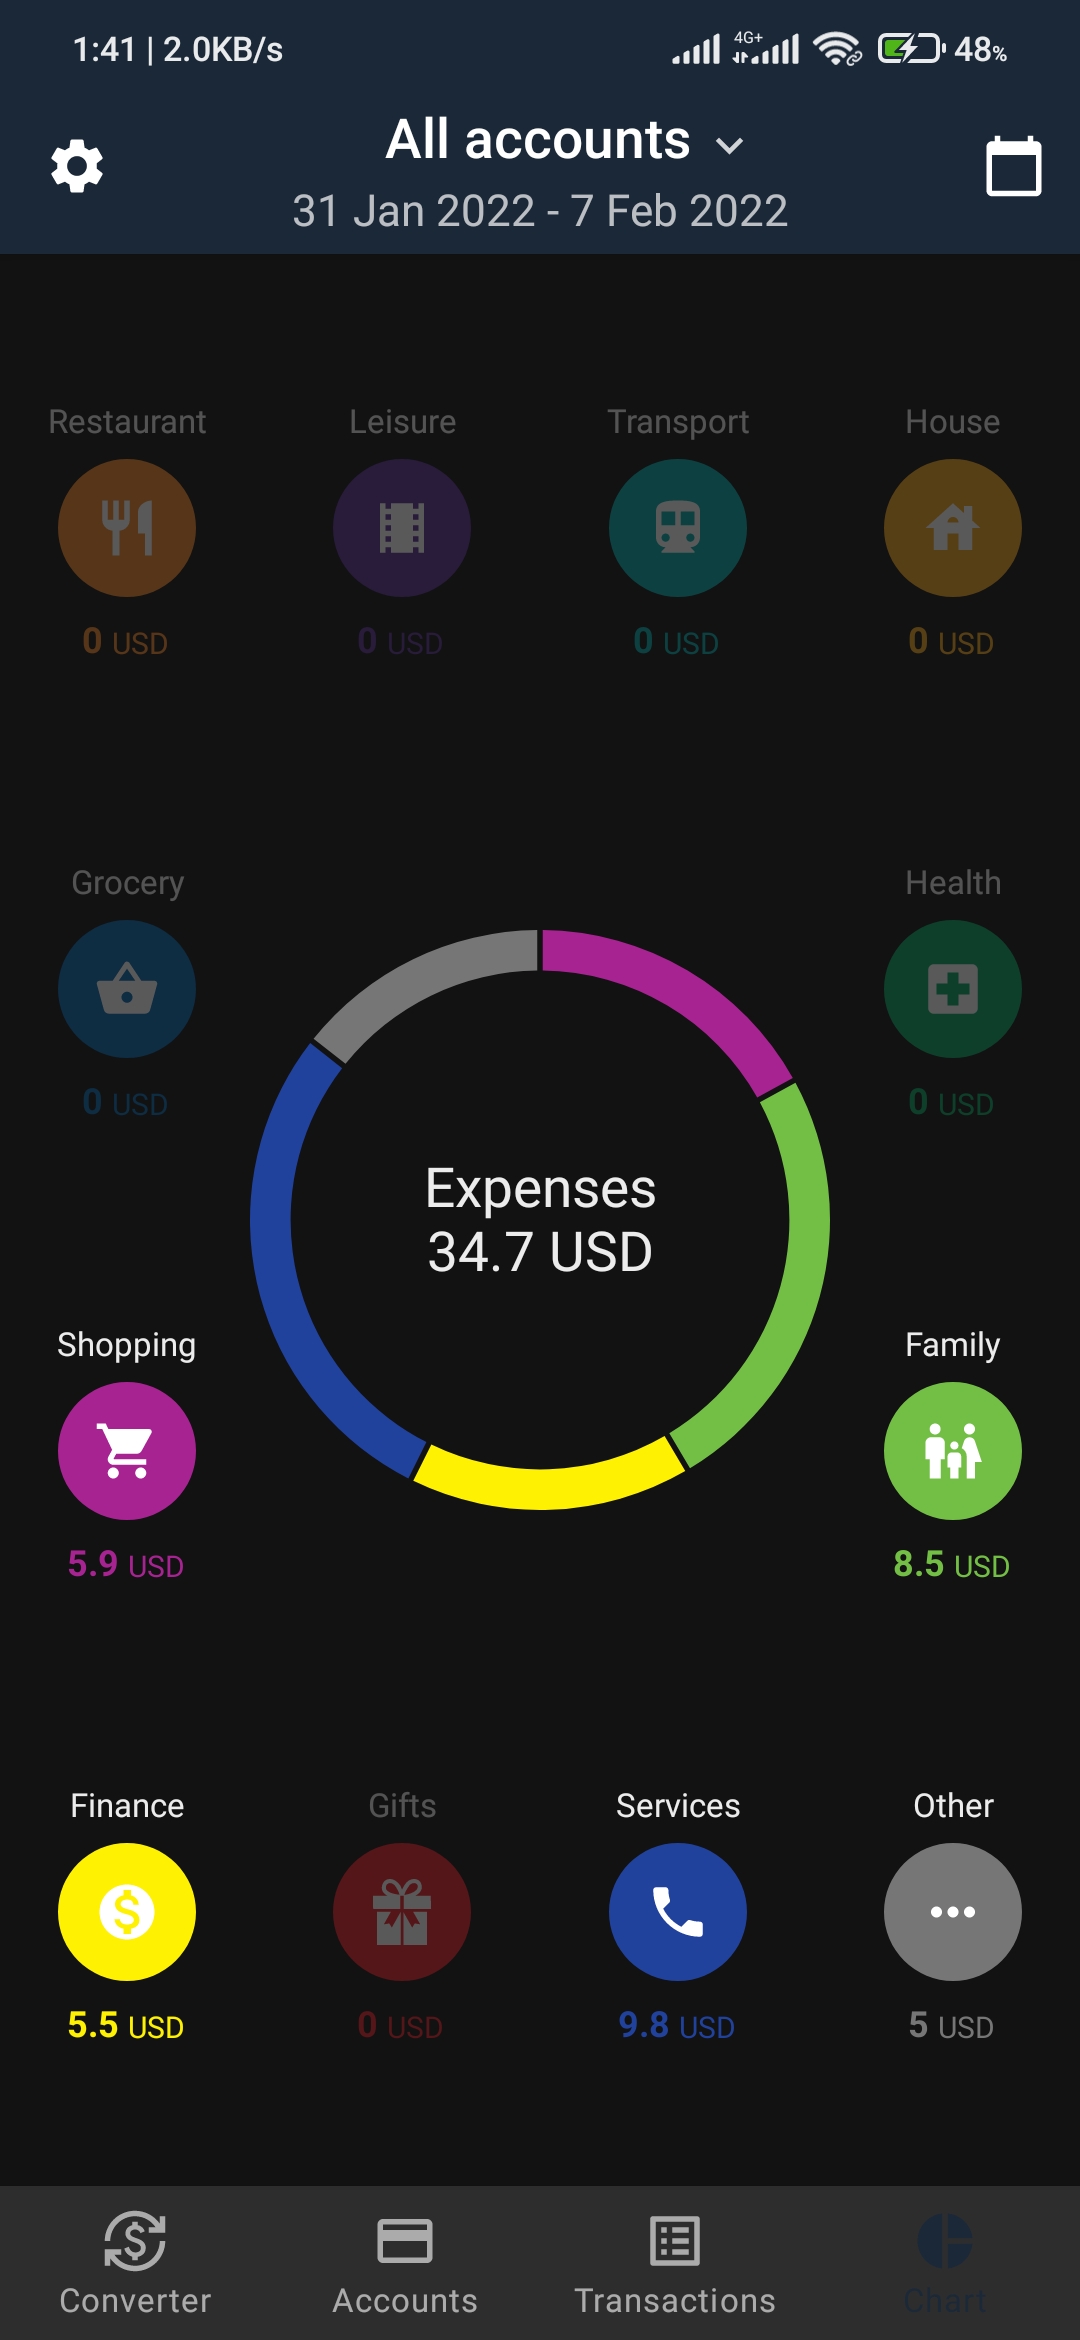 1:41 | 2.0KB/s 4G+ 48%
All accounts
31 Jan 2022 - 7 Feb 2022
Restaurant Leisure Transport House
0 USD 0 USD 0 USD 0 USD
Grocery Health
0 USD 0 USD
Expenses
34.7 USD
Shopping Family
5.9 USD 8.5 USD
Finance Gifts Services Other
5.5 USD 0 USD 9.8 USD 5 USD
Converter Accounts Transactions Chart